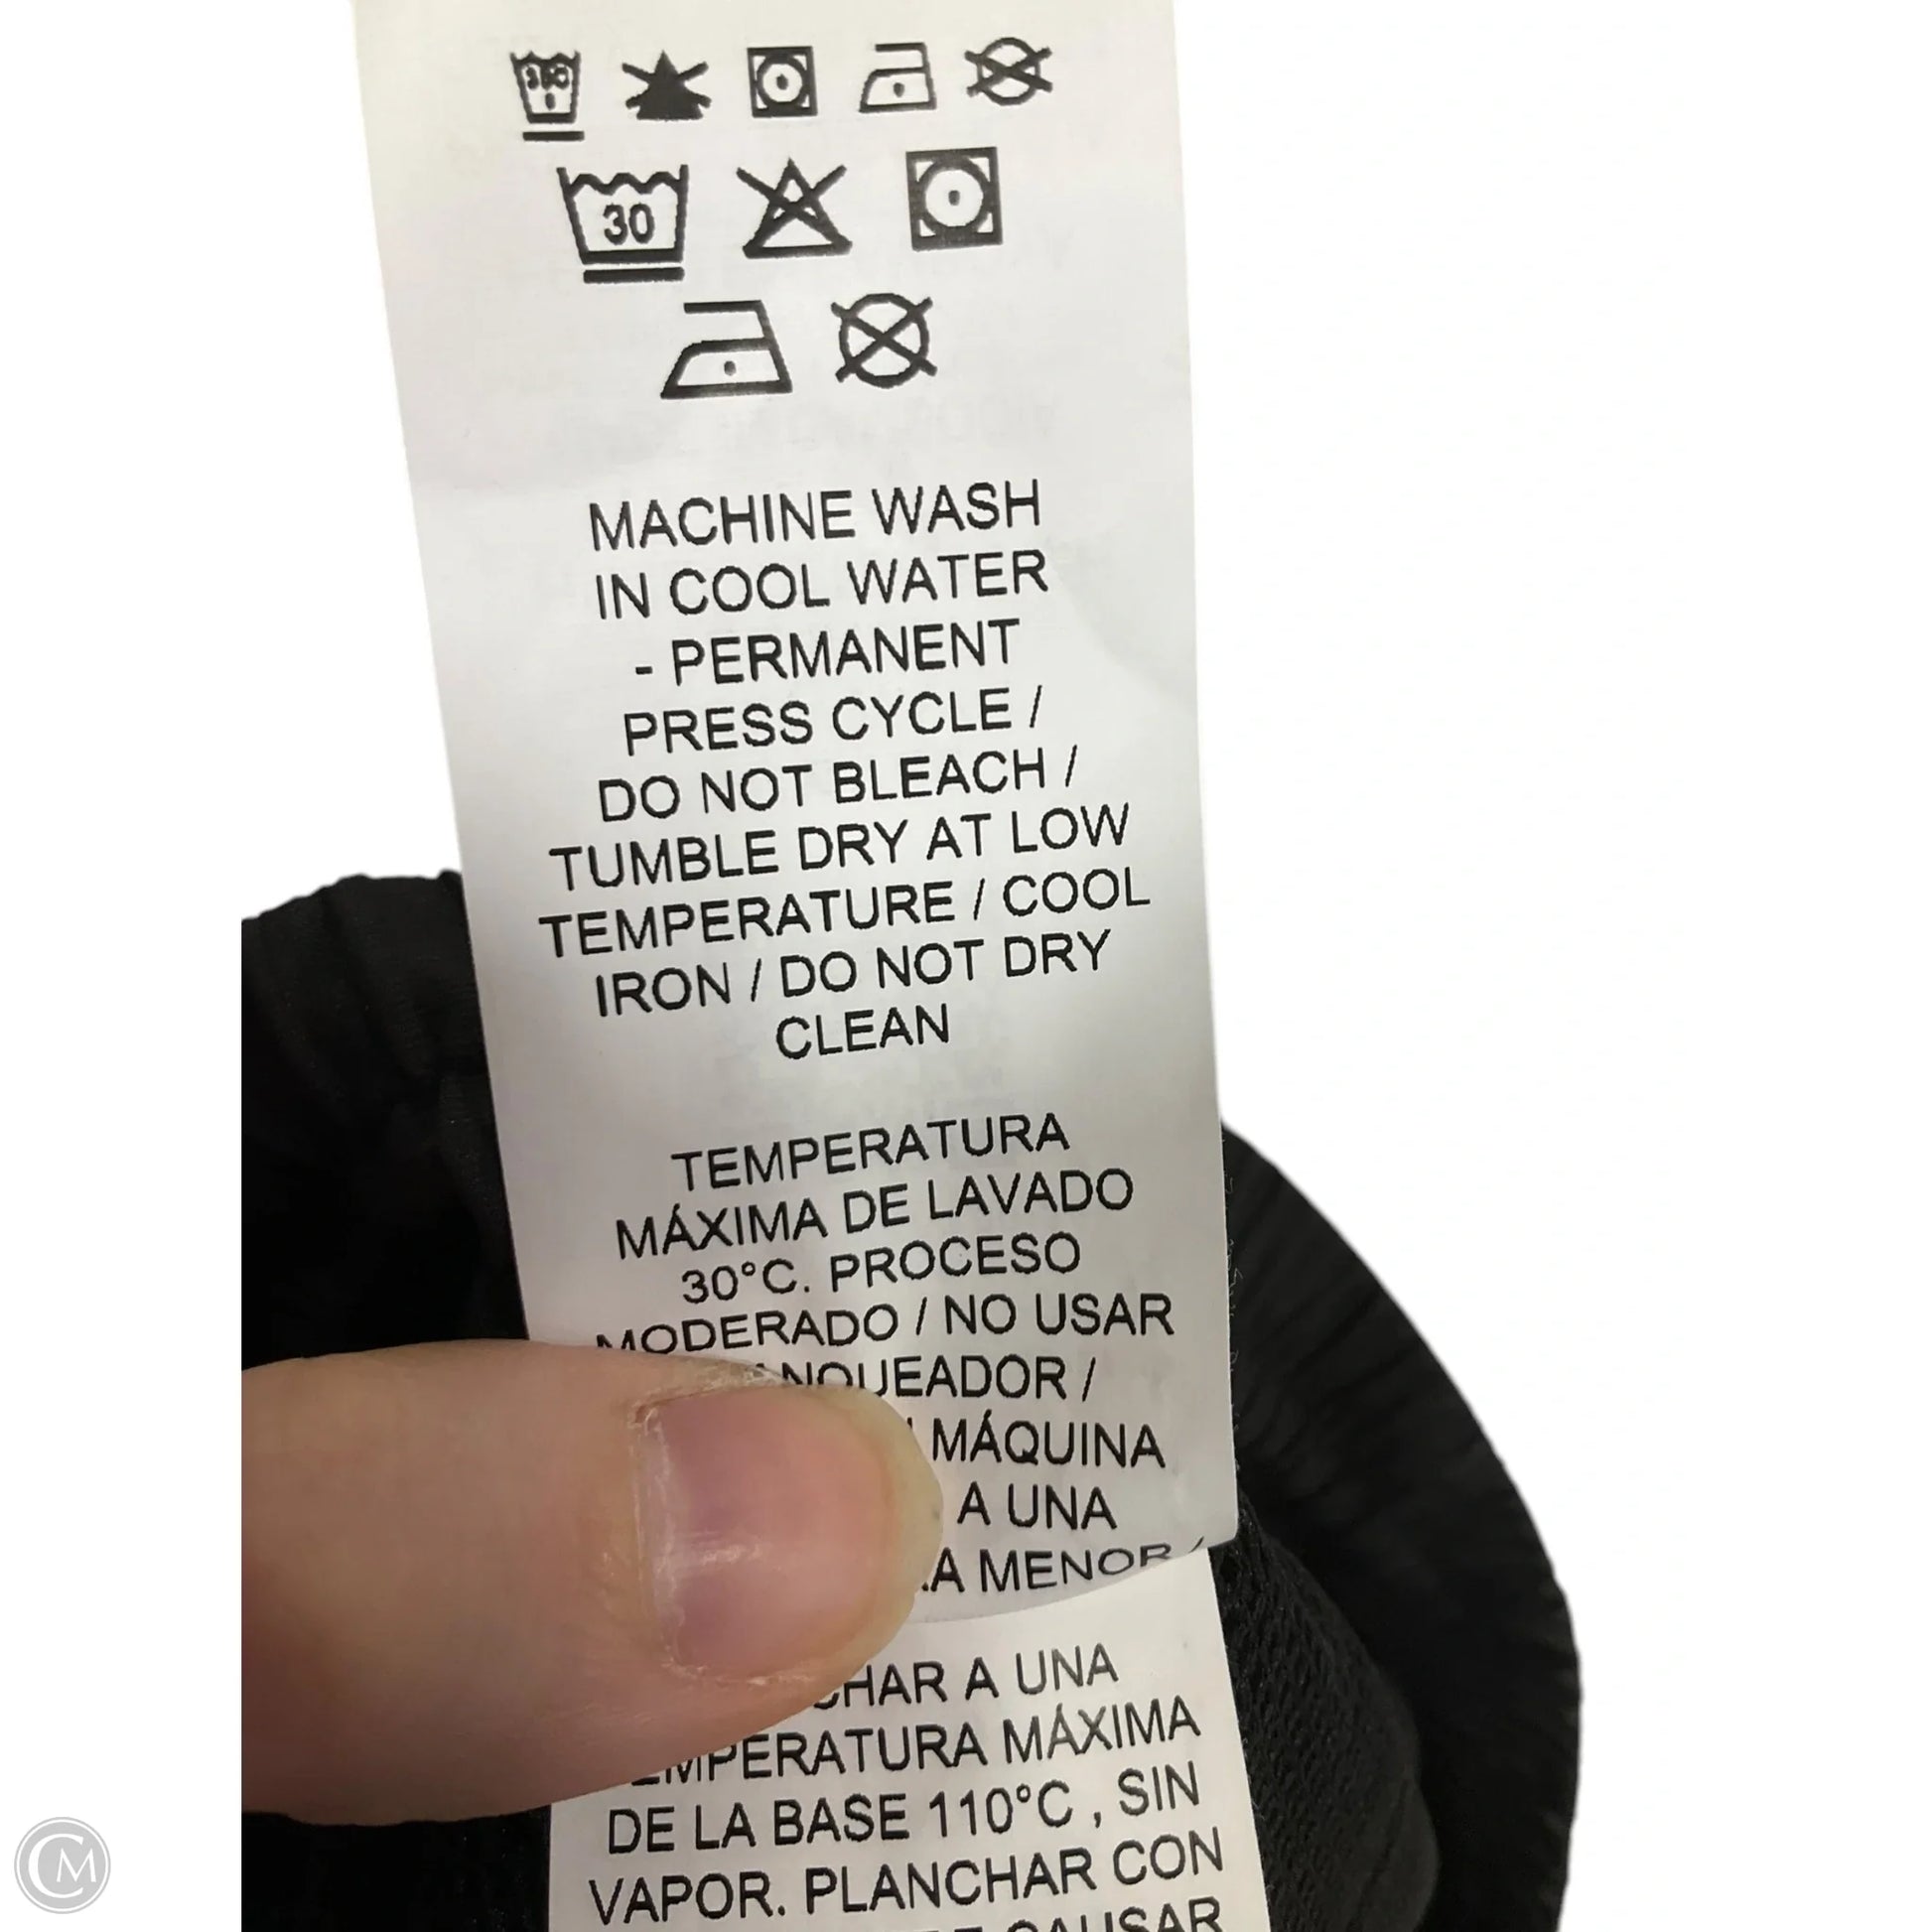 30
MACHINE WASH
IN COOL WATER
- PERMANENT
PRESS CYCLE /
DO NOT BLEACH /
TUMBLE DRY AT LOW
TEMPERATURE / COOL
IRON / DO NOT DRY
CLEAN
TEMPERATURA
MÁXIMA DE LAVADO
30°C. PROCESO
MODERADO / NO USAR
/
MÁQUINA
A UNA
MENOR /
A UNA
MÁXIMA
DE LA BASE 110°C , SIN
VAPOR. PLANCHAR CON
CAUSAR
CM